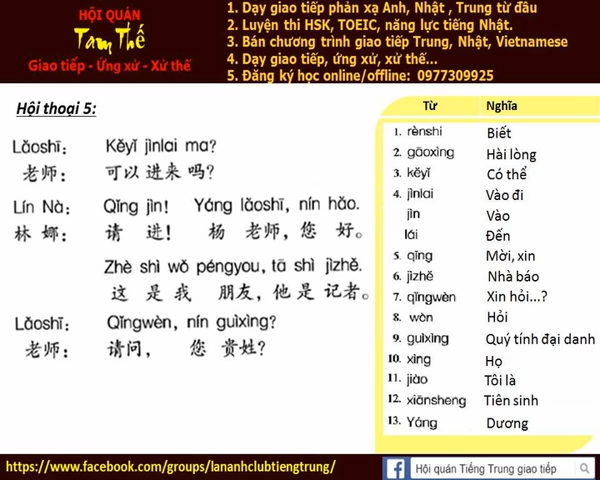 HỘI QUÁN
Tam Thế
Giao tiếp - Ứng xử - Xử thế
1. Dạy giao tiếp phản xạ Anh, Nhật , Trung từ đầu
2. Luyện thi HSK, TOEIC, năng lực tiếng Nhật.
3. Bán chương trình giao tiếp Trung, Nhật, Vietnamese
4. Dạy giao tiếp, ứng xử, xử thế...
5. Đăng ký học online/offline: 0977309925
Hội thoại 5:
Lǎoshī: Kěyǐ jìnlai ma?
老师: 可以进来吗?
Lín Nà: Qǐng jìn! Yáng lǎoshī, nín hǎo.
林娜: 请 进! 杨 老师, 您 好。
Zhè shì wǒ péngyou, tā shì jìzhě.
这 是 我 朋友, 他 是 记者。
Lǎoshī: Qǐngwèn, nín guìxìng?
老师: 请问, 您 贵姓?
Từ Nghĩa
1. rènshi Biết
2. gāoxìng Hài lòng
3. kěyǐ Có thể
4. jìnlai Vào đi
jìn Vào
lái Đến
5. qǐng Mời, xin
6. jìzhě Nhà báo
7. qǐngwèn Xin hỏi...?
8. wèn Hỏi
9. guìxìng Quý tính đại danh
10. xìng Họ
11. jiào Tôi là
12. xiānsheng Tiên sinh
13. Yáng Dương
https://www.facebook.com/groups/lananhclubtiengtrung/
f Hội quán Tiếng Trung giao tiếp